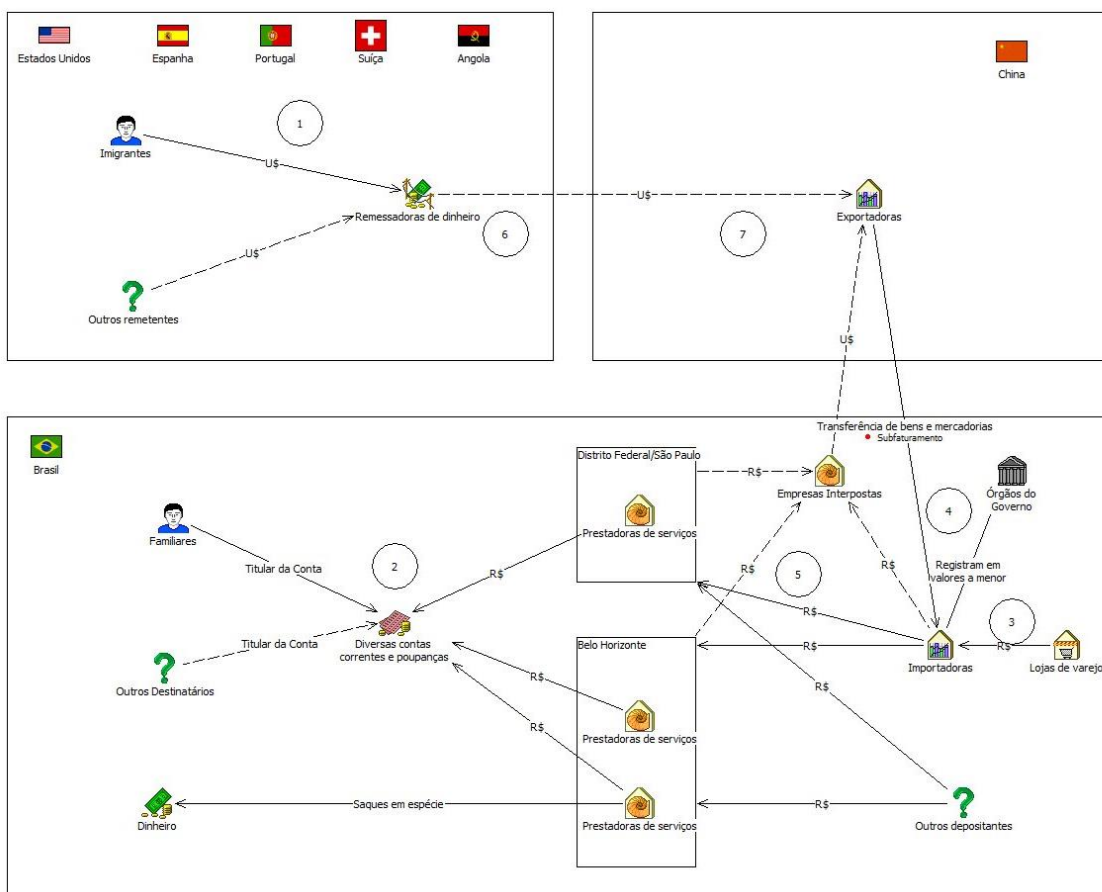 Estados Unidos
Espanha
Portugal
Suíça
Angola
China
1
Imigrantes
U$
Remessadoras de dinheiro
U$
Exportadoras
6
7
U$
Outros remetentes
U$
Transferência de bens e mercadorias
Subfaturamento
Brasil
Distrito Federal/São Paulo
R$
Empresas Interpostas
Órgãos do
Governo
4
Familiares
Prestadoras de serviços
2
Titular da Conta
R$
R$
5
R$
Registram em
valores a menor
R$
3
Titular da Conta
Diversas contas
correntes e poupanças
Belo Horizonte
R$
Importadoras
R$
Lojas de varejo
Outros Destinatários
R$
R$
R$
Prestadoras de serviços
Saques em espécie
R$
Dinheiro
Prestadoras de serviços
Outros depositantes